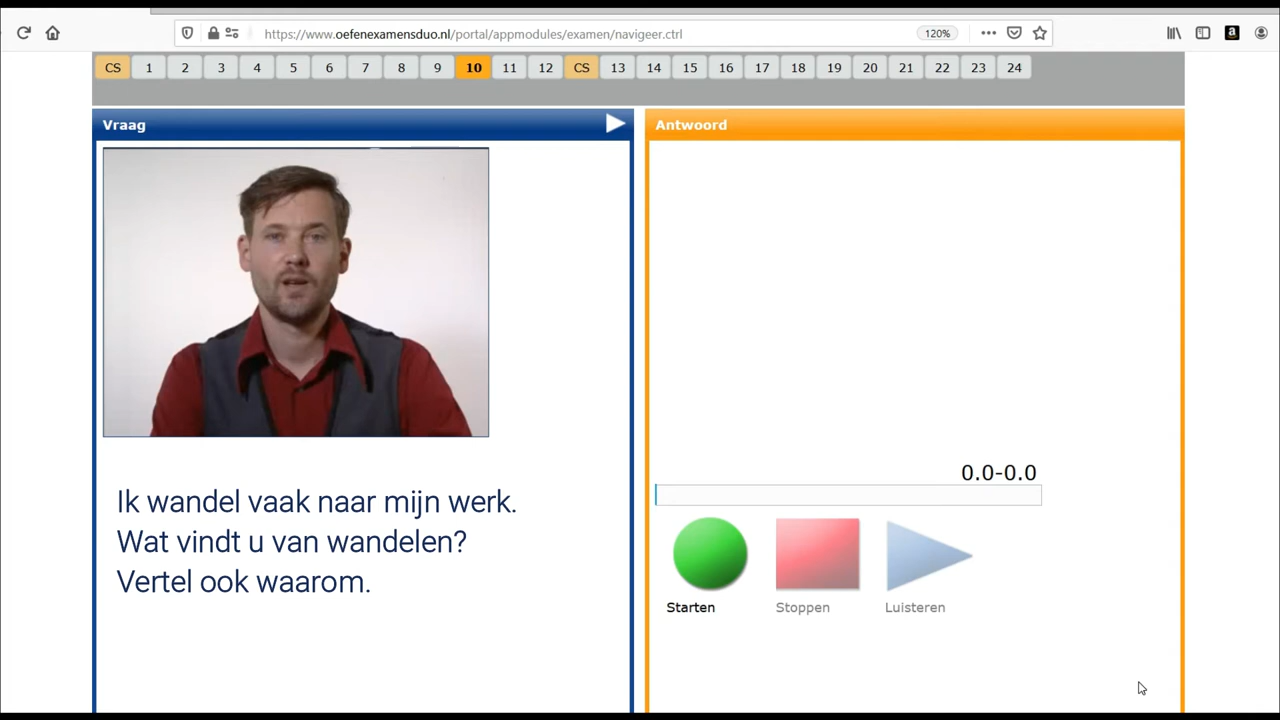 https://www.oefenexamensduo.nl/portal/appmodules/examen/navigeer.ctrl
120%
CS 1 2 3 4 5 6 7 8 9 10 11 12 CS 13 14 15 16 17 18 19 20 21 22 23 24
Vraag
Ik wandel vaak naar mijn werk.
Wat vindt u van wandelen?
Vertel ook waarom.
Antwoord
0.0-0.0
Starten Stoppen Luisteren